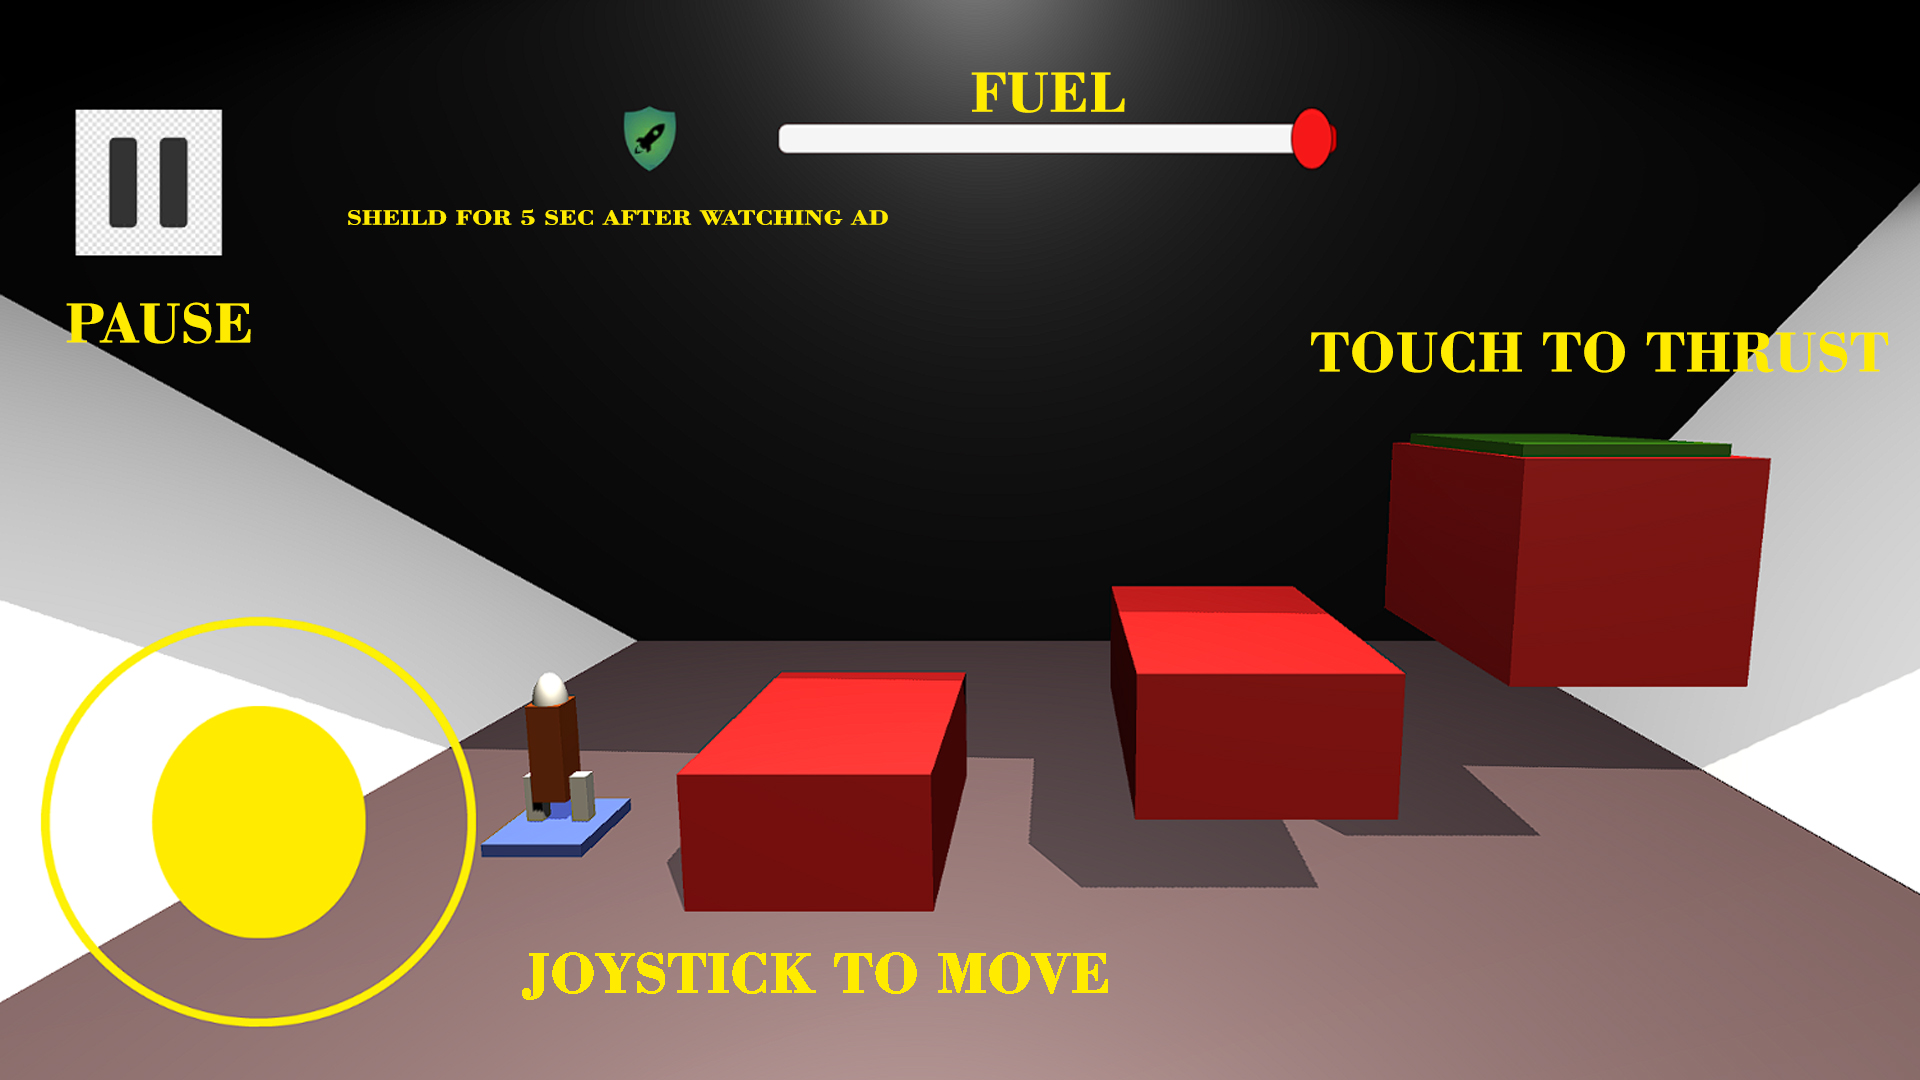 FUEL
SHEILD FOR 5 SEC AFTER WATCHING AD
PAUSE
TOUCH TO THRUST
JOYSTICK TO MOVE